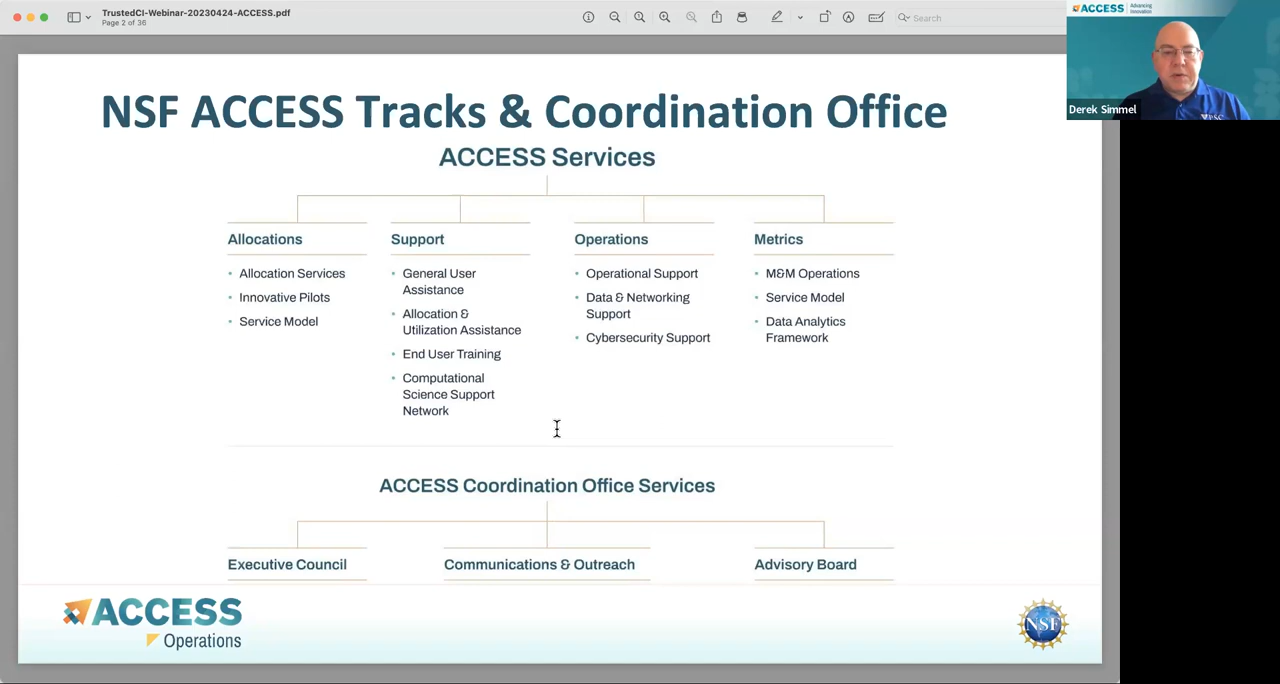 TrustedCI-Webinar-20230424-ACCESS.pdf
Page 2 of 36
Search
ACCESS
Advancing
Innovation
Derek Simmel
PSC
NSF ACCESS Tracks & Coordination Office
ACCESS Services
Allocations
• Allocation Services
• Innovative Pilots
• Service Model
Support
• General User
Assistance
• Allocation &
Utilization Assistance
• End User Training
• Computational
Science Support
Network
Operations
• Operational Support
• Data & Networking
Support
• Cybersecurity Support
Metrics
• M&M Operations
• Service Model
• Data Analytics
Framework
ACCESS Coordination Office Services
Executive Council
Communications & Outreach
Advisory Board
ACCESS
Operations
NSF